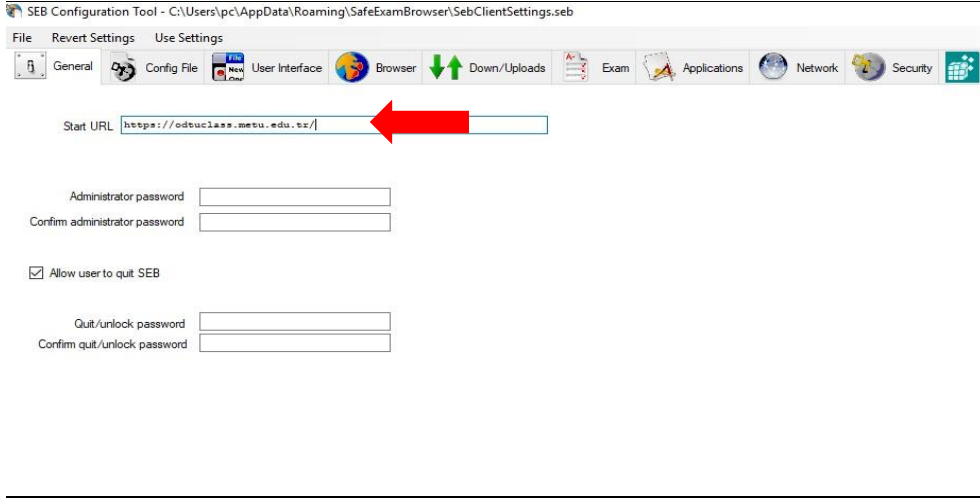 SEB Configuration Tool - C:\Users\pc\AppData\Roaming\SafeExamBrowser\SebClientSettings.seb
File Revert Settings Use Settings
General Config File User Interface Browser Down/Uploads Exam Applications Network Security
Start URL https://odtuclass.metu.edu.tr/
Administrator password
Confirm administrator password
Allow user to quit SEB
Quit/unlock password
Confirm quit/unlock password